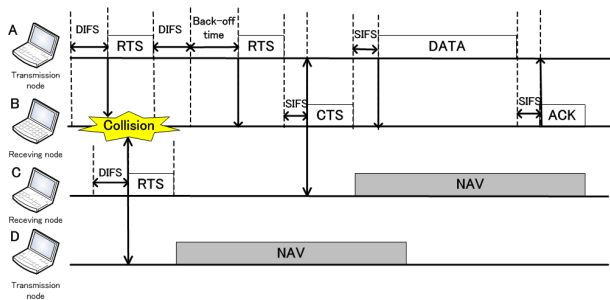 A
DIFS
RTS
DIFS
Back-off
time
RTS
SIFS
DATA
Transmission
node
B
Collision
SIFS
CTS
SIFS
ACK
Receving node
C
DIFS
RTS
NAV
Receving node
D
NAV
Transmission
node